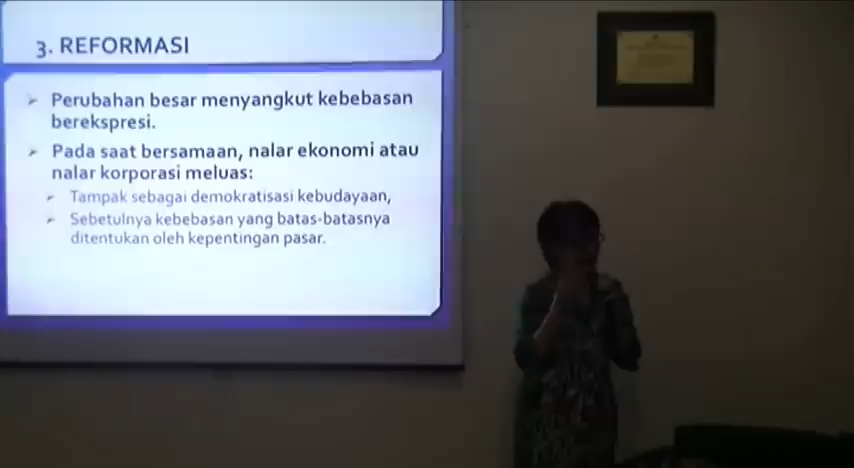 3. REFORMASI
Perubahan besar menyangkut kebebasan
berekspresi.
Pada saat bersamaan, nalar ekonomi atau
nalar korporasi meluas:
Tampak sebagai demokratisasi kebudayaan,
Sebetulnya kebebasan yang batas-batasnya
ditentukan oleh kepentingan pasar.